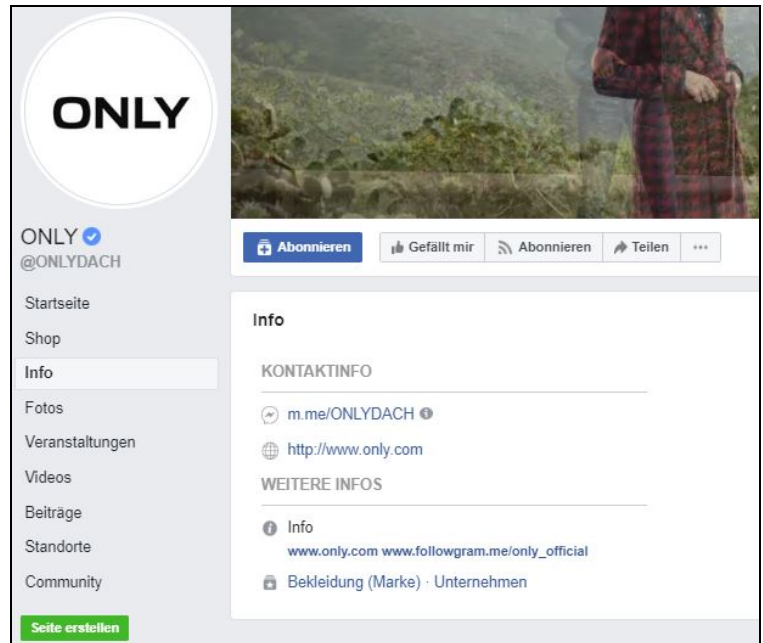 ONLY
ONLY
@ONLYDACH
Startseite
Shop
Info
Fotos
Veranstaltungen
Videos
Beiträge
Standorte
Community
Seite erstellen
Abonnieren
Gefällt mir
Abonnieren
Teilen
Info
KONTAKTINFO
m.me/ONLYDACH
http://www.only.com
WEITERE INFOS
Info
www.only.com www.followgram.me/only_official
Bekleidung (Marke) · Unternehmen